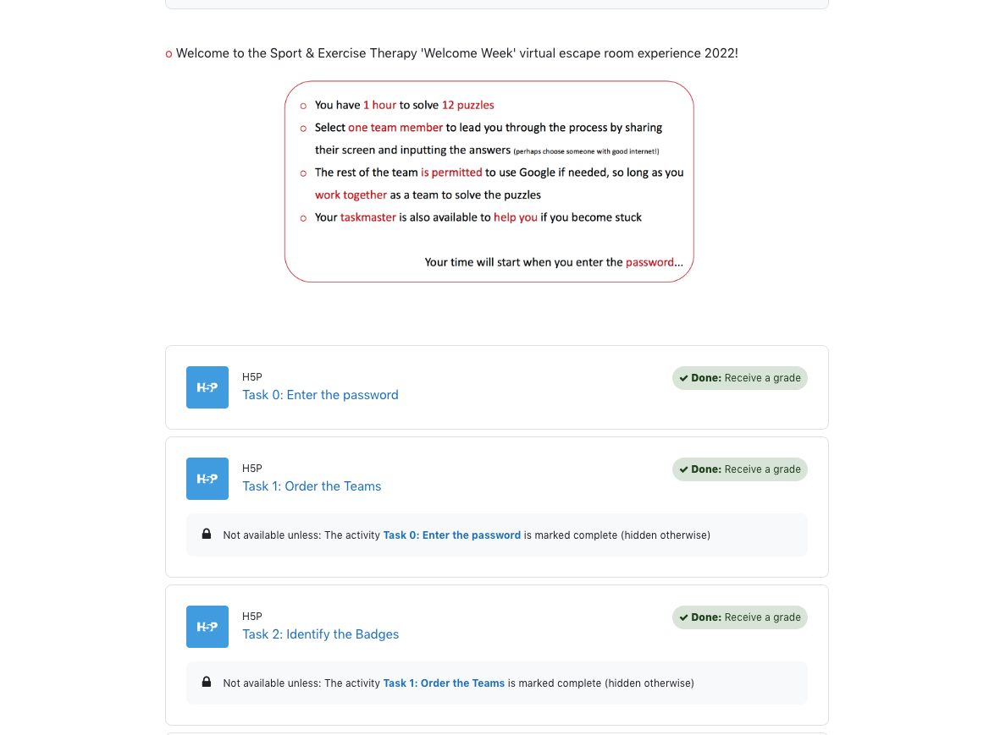 o Welcome to the Sport & Exercise Therapy 'Welcome Week' virtual escape room experience 2022!
o You have 1 hour to solve 12 puzzles
o Select one team member to lead you through the process by sharing
their screen and inputting the answers (perhaps choose someone with good internet!)
o The rest of the team is permitted to use Google if needed, so long as you
work together as a team to solve the puzzles
o Your taskmaster is also available to help you if you become stuck
Your time will start when you enter the password...
H5P
H5P
Task 0: Enter the password
Done: Receive a grade
H5P
H5P
Task 1: Order the Teams
Done: Receive a grade
Not available unless: The activity Task 0: Enter the password is marked complete (hidden otherwise)
H5P
H5P
Task 2: Identify the Badges
Done: Receive a grade
Not available unless: The activity Task 1: Order the Teams is marked complete (hidden otherwise)